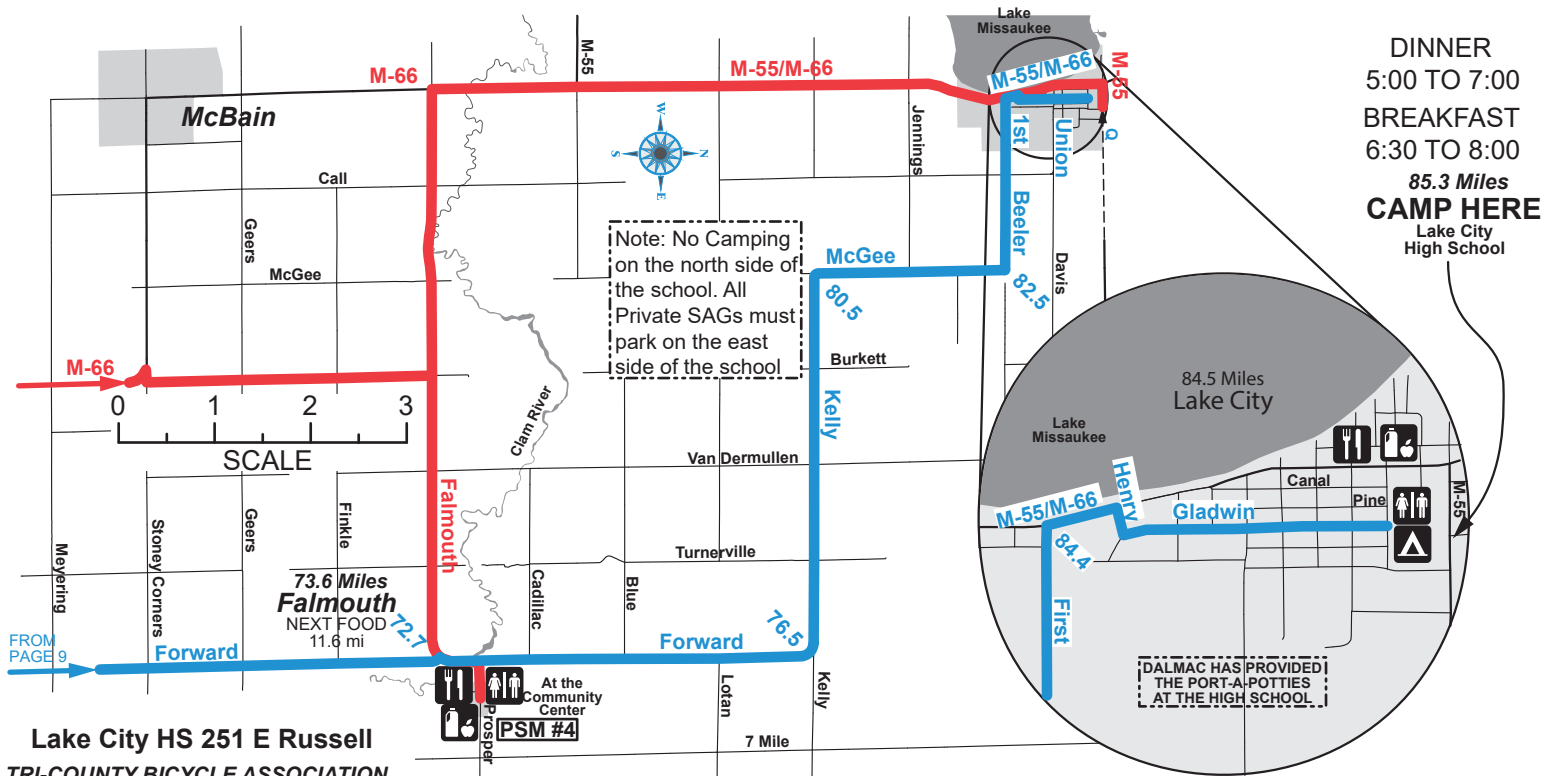 Lake
Missaukee
DINNER
5:00 TO 7:00
BREAKFAST
6:30 TO 8:00
85.3 Miles
CAMP HERE
Lake City
High School
M-66
M-55
M-55/M-66
M-55/M-66
M-55
McBain
W
N
S
E
Jennings
1st
Union
Q
Call
Geers
McGee
Note: No Camping
on the north side of
the school. All
Private SAGs must
park on the east
side of the school
McGee
Beeler
Davis
80.5
82.5
M-66
0
1
2
3
SCALE
Clam River
Burkett
Kelly
84.5 Miles
Lake City
Lake
Missaukee
Van Dermullen
Falmouth
Henry
Canal
M-55/M-66
Gladwin
Pine
M-55
84.4
First
Meyering
Stoney Corners
Geers
Finkle
Turnerville
Cadillac
Blue
73.6 Miles
Falmouth
NEXT FOOD
11.6 mi
72.7
76.5
FROM
PAGE 9
Forward
Forward
At the
Community
Center
PSM #4
Prosper
Lotan
Kelly
7 Mile
DALMAC HAS PROVIDED
THE PORT-A-POTTIES
AT THE HIGH SCHOOL
Lake City HS 251 E Russell
TRI-COUNTY BICYCLE ASSOCIATION